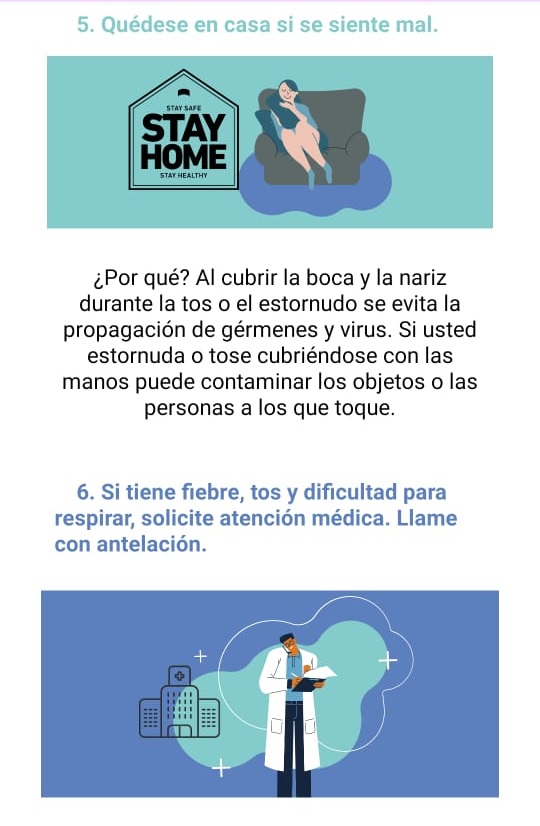 5. Quédese en casa si se siente mal.
STAY SAFE
STAY
HOME
STAY HEALTHY
¿Por qué? Al cubrir la boca y la nariz
durante la tos o el estornudo se evita la
propagación de gérmenes y virus. Si usted
estornuda o tose cubriéndose con las
manos puede contaminar los objetos o las
personas a los que toque.
6. Si tiene fiebre, tos y dificultad para
respirar, solicite atención médica. Llame
con antelación.